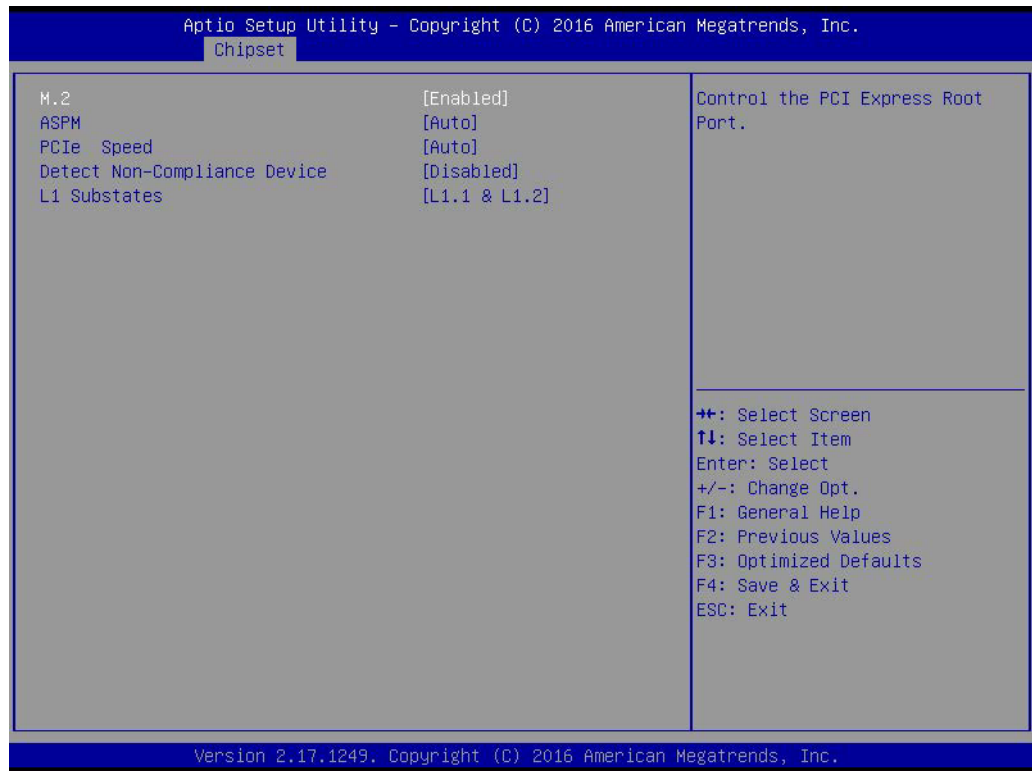 Aptio Setup Utility – Copyright (C) 2016 American Megatrends, Inc.
Chipset
M.2 [Enabled]
ASPM [Auto]
PCIe Speed [Auto]
Detect Non-Compliance Device [Disabled]
L1 Substates [L1.1 & L1.2]
Control the PCI Express Root
Port.
→←: Select Screen
↑↓: Select Item
Enter: Select
+/-: Change Opt.
F1: General Help
F2: Previous Values
F3: Optimized Defaults
F4: Save & Exit
ESC: Exit
Version 2.17.1249. Copyright (C) 2016 American Megatrends, Inc.